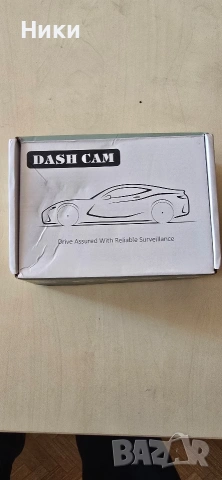 Ники
DASH CAM
Drive Assured With Reliable Surveillance
BAZAR